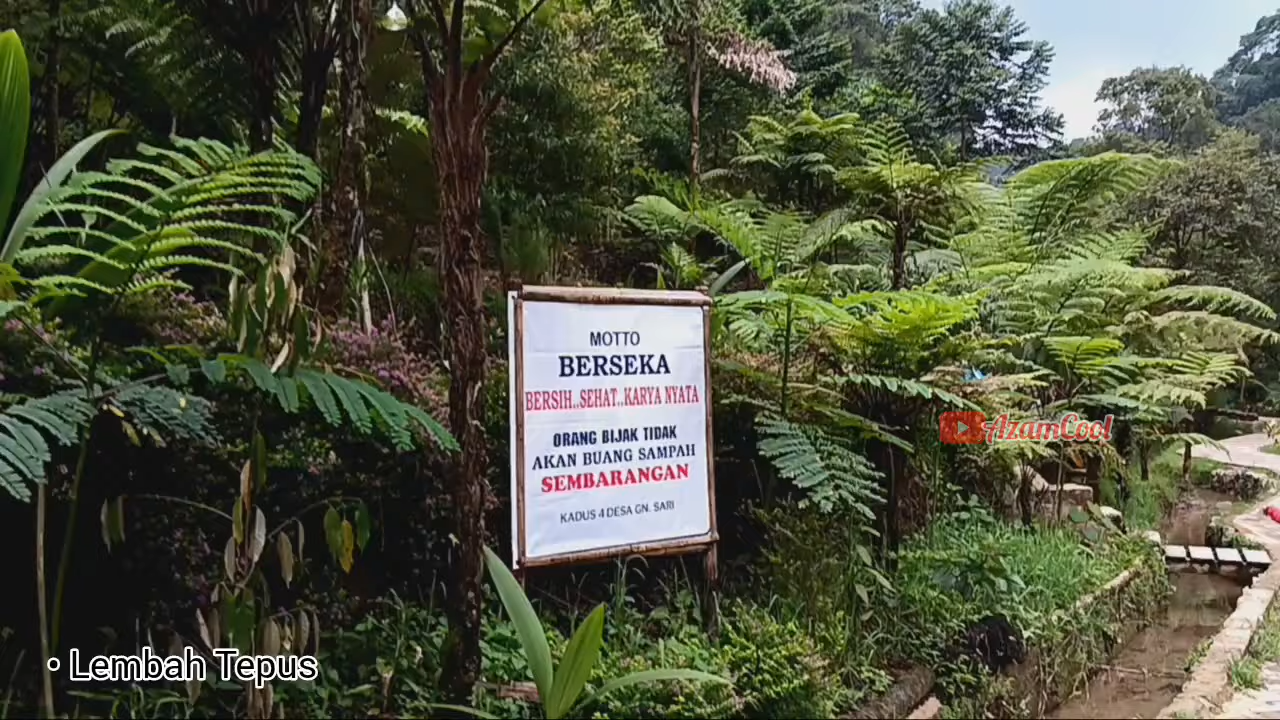 MOTTO
BERSEKA
BERSIH..SEHAT..KARYA NYATA
ORANG BIJAK TIDAK
AKAN BUANG SAMPAH
SEMBARANGAN
KADUS 4 DESA GN. SARI
AzamCool
• Lembah Tepus